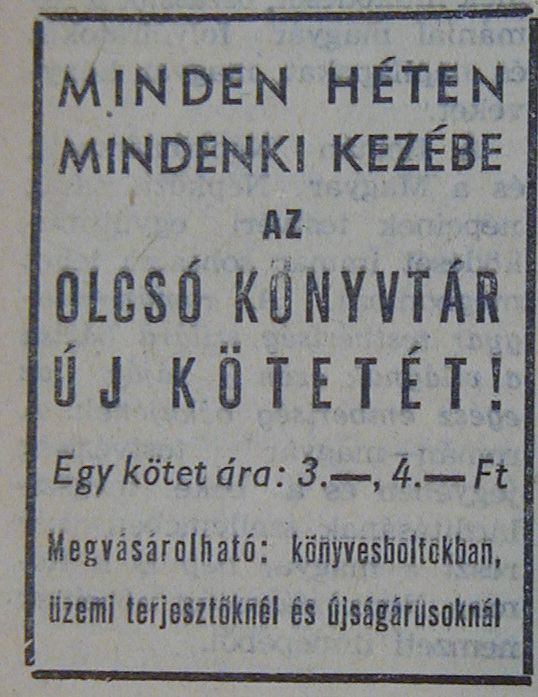 MINDEN HÉTEN
MINDENKI KEZÉBE
AZ
OLCSÓ KÖNYVTÁR
ÚJ KÖTETÉT!
Egy kötet ára: 3.—, 4.— Ft
Megvásárolható: könyvesboltokban,
üzemi terjesztőknél és újságárusoknál